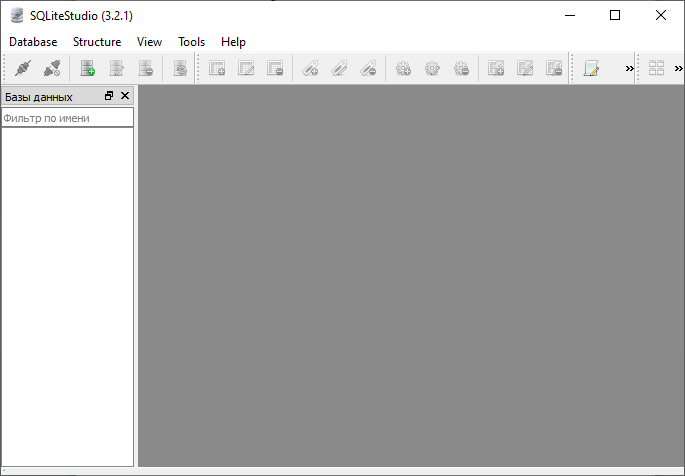 SQLiteStudio (3.2.1)
Database Structure View Tools Help
Базы данных
Фильтр по имени